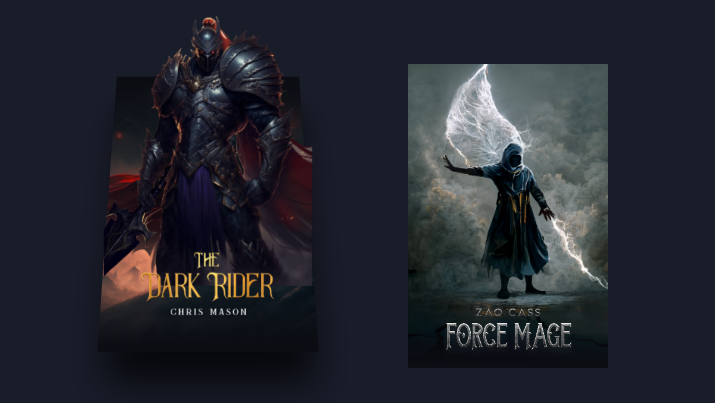 THE
DARK RIDER
CHRIS MASON
ZAO CASS
FORCE MAGE